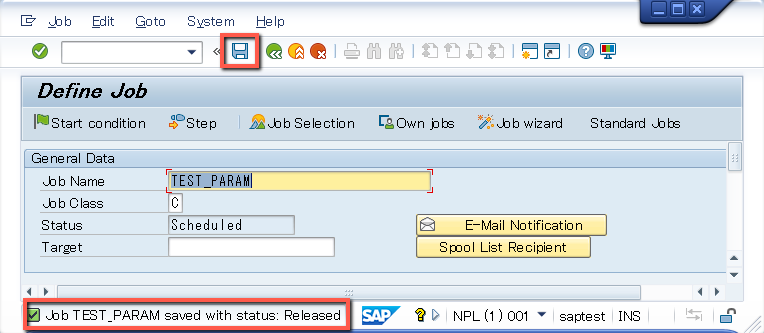 Job Edit Goto System Help
«
Define Job
Start condition Step Job Selection Own jobs Job wizard Standard Jobs
General Data
Job Name TEST_PARAM
Job Class C
Status Scheduled E-Mail Notification
Target Spool List Recipient
Job TEST_PARAM saved with status: Released SAP NPL (1) 001 saptest INS